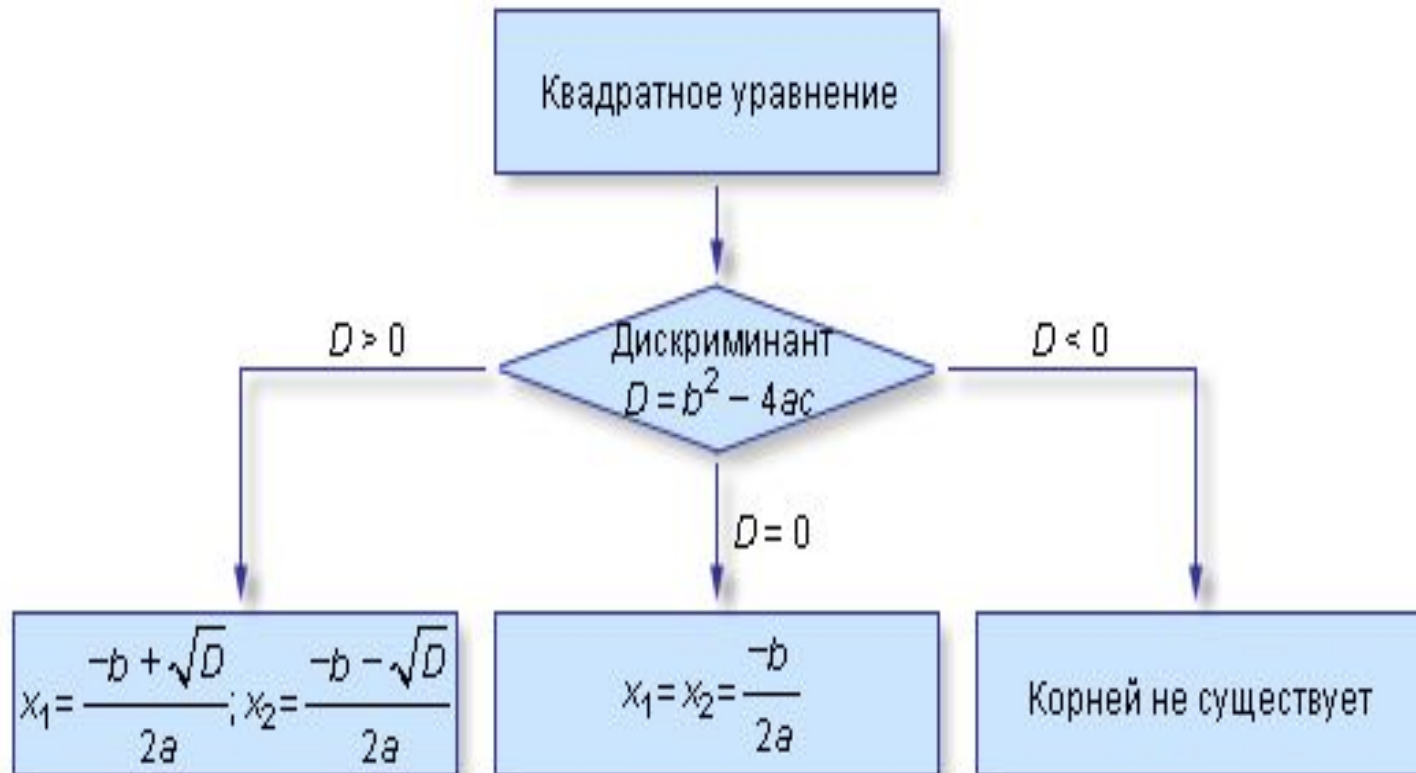 Квадратное уравнение
D > 0
Дискриминант
D = b² − 4ac
D < 0
D = 0
x₁ = (−b + √D)/2a ; x₂ = (−b − √D)/2a
x₁ = x₂ = −b/2a
Корней не существует